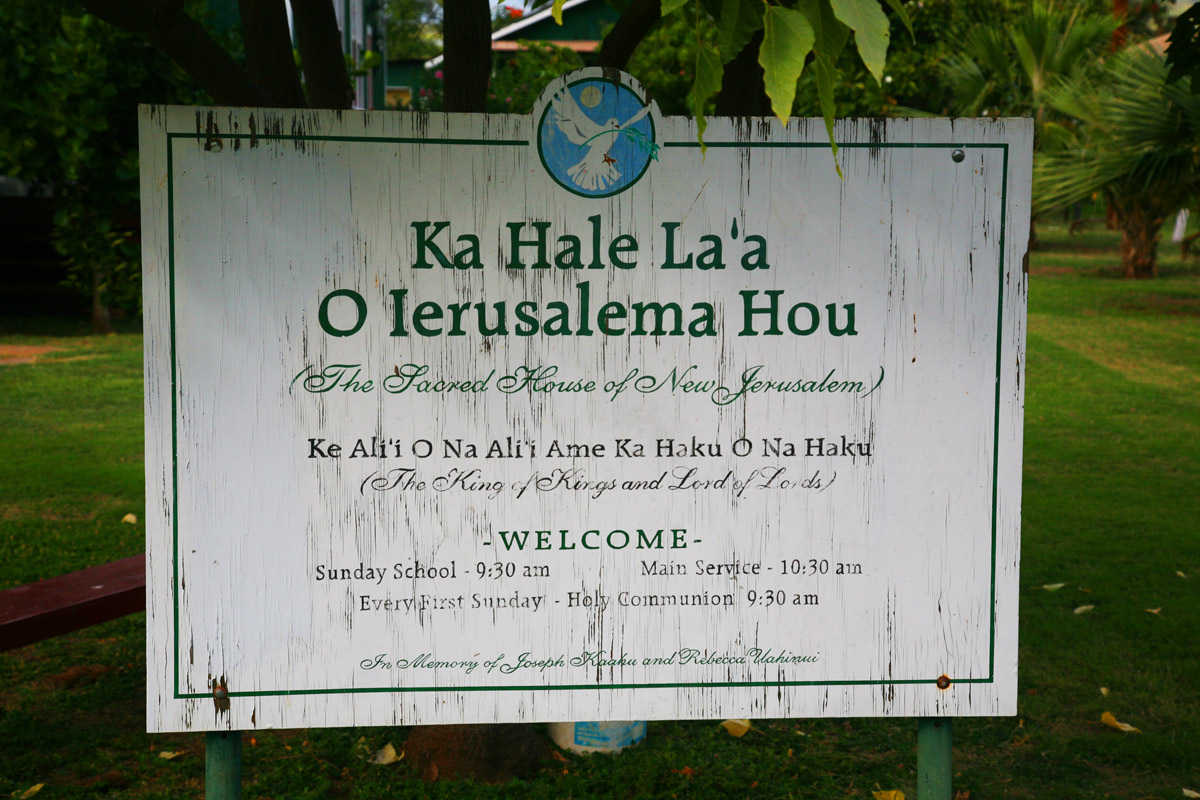 Ka Hale La'a
O Ierusalema Hou
(The Sacred House of New Jerusalem)
Ke Ali'i O Na Ali'i Ame Ka Haku O Na Haku
(The King of Kings and Lord of Lords)
-WELCOME-
Sunday School - 9:30 am Main Service - 10:30 am
Every First Sunday - Holy Communion 9:30 am
In Memory of Joseph Kaahu and Rebecca Uahinui